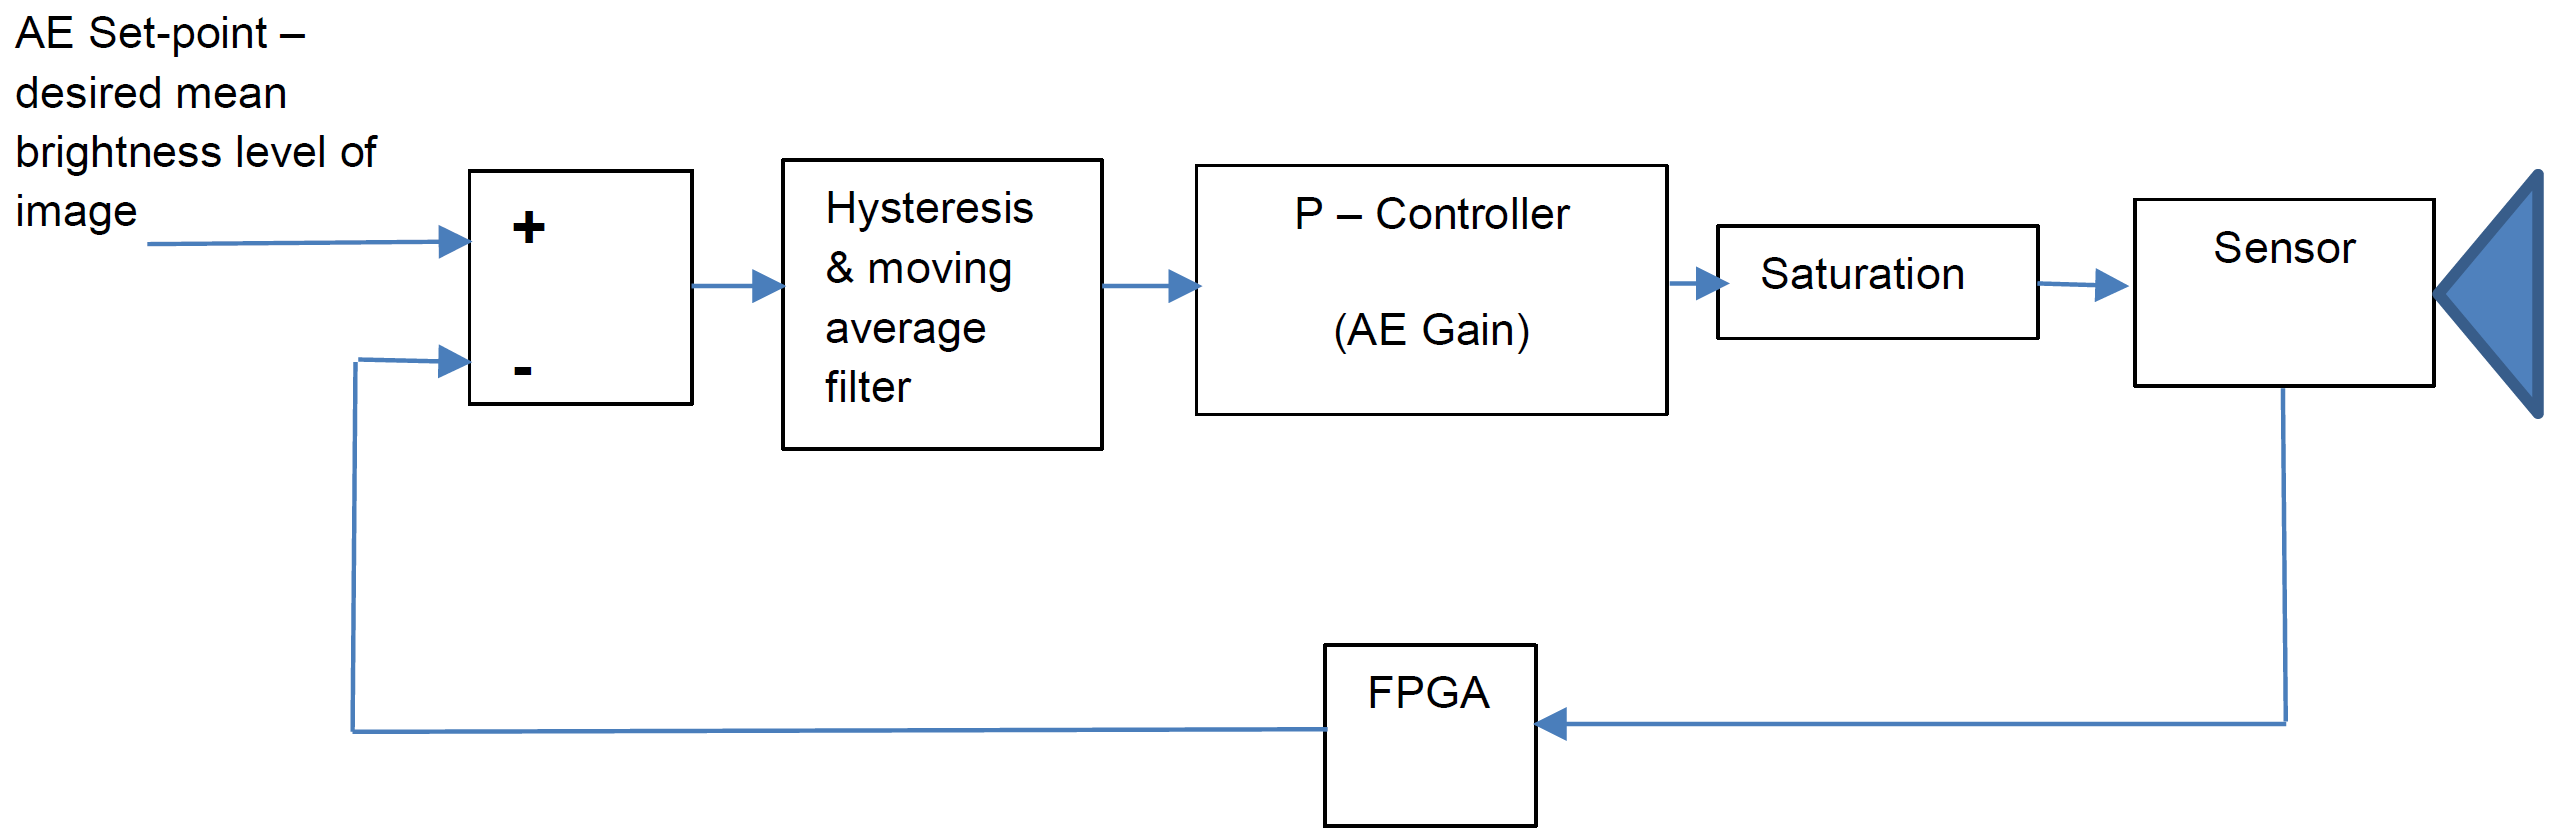 AE Set-point –
desired mean
brightness level of
image
+
-
Hysteresis
& moving
average
filter
P – Controller
(AE Gain)
Saturation
Sensor
FPGA